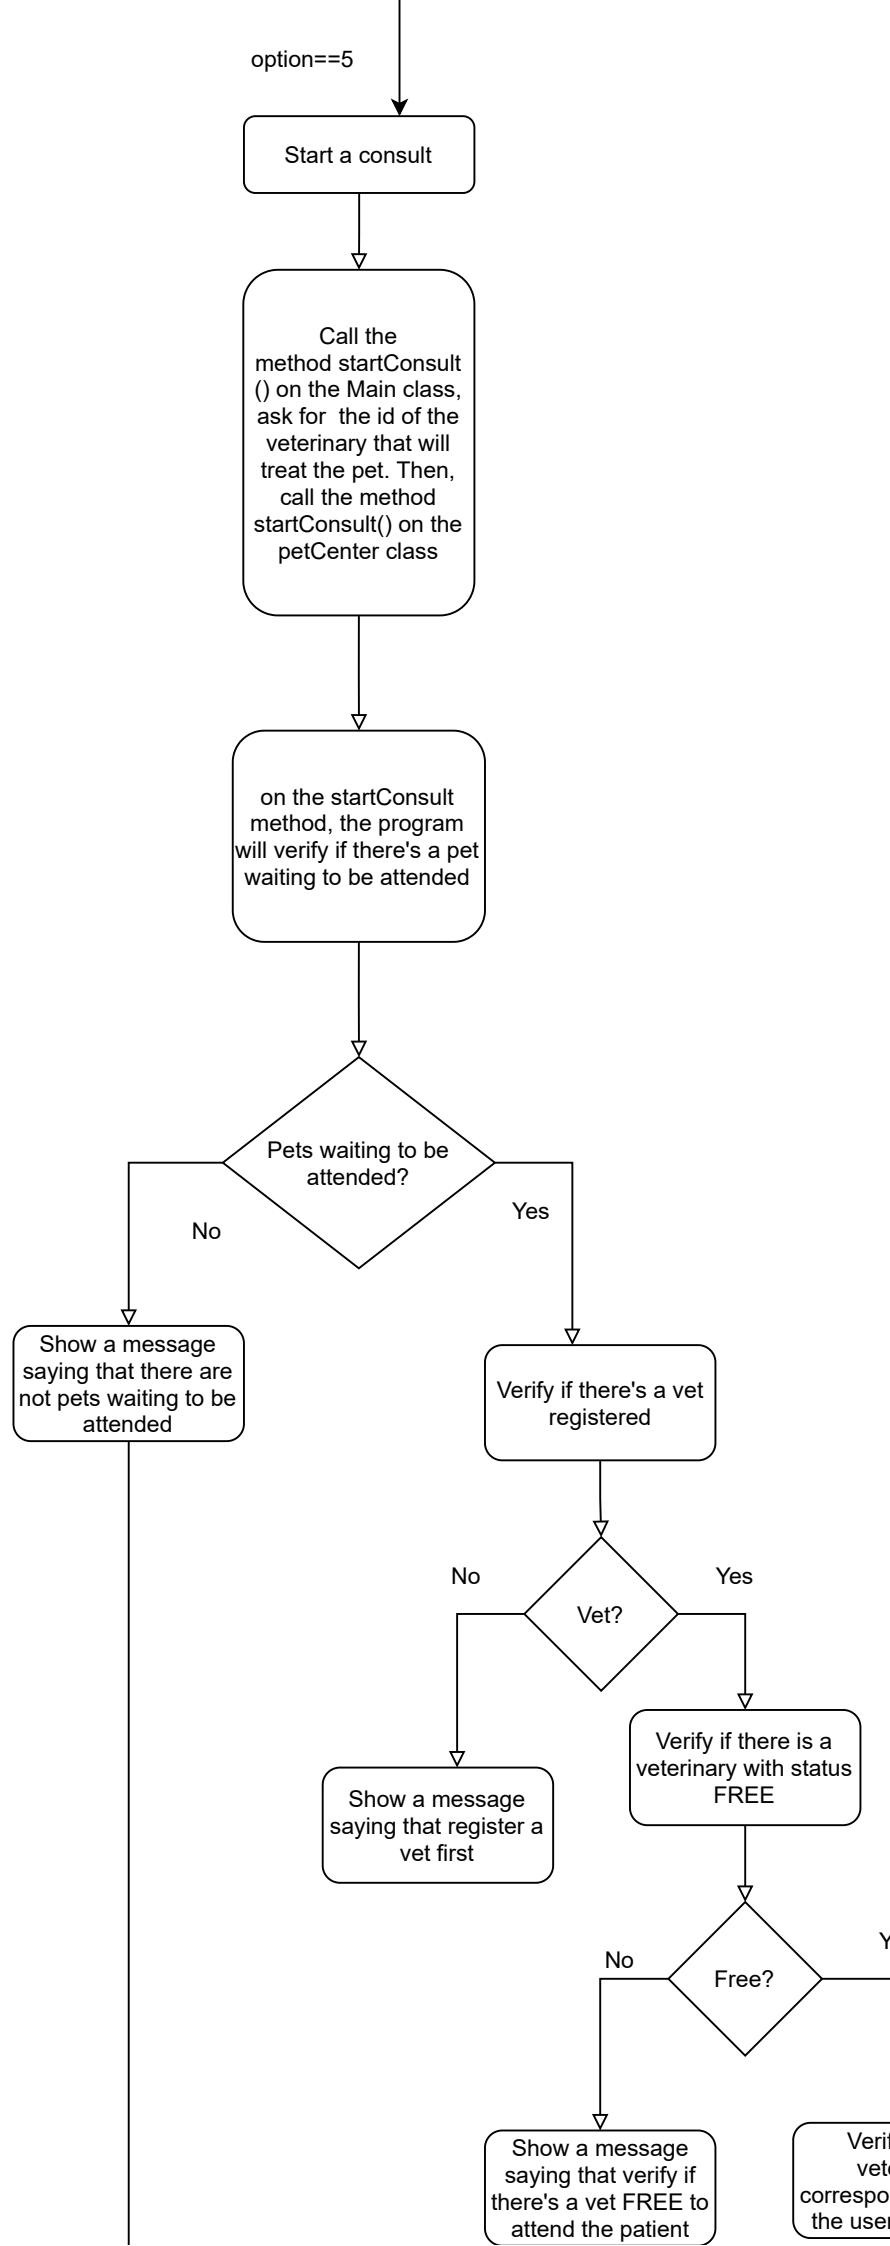 option==5
Start a consult
Call the
method startConsult
() on the Main class,
ask for  the id of the
veterinary that will
treat the pet. Then,
call the method
startConsult() on the
petCenter class
on the startConsult
method, the program
will verify if there's a pet
waiting to be attended
Pets waiting to be
attended?
No
Yes
Show a message
saying that there are
not pets waiting to be
attended
Verify if there's a vet
registered
No
Yes
Vet?
Verify if there is a
veterinary with status
FREE
Show a message
saying that register a
vet first
No
Free?
Show a message
saying that verify if
there's a vet FREE to
attend the patient
the